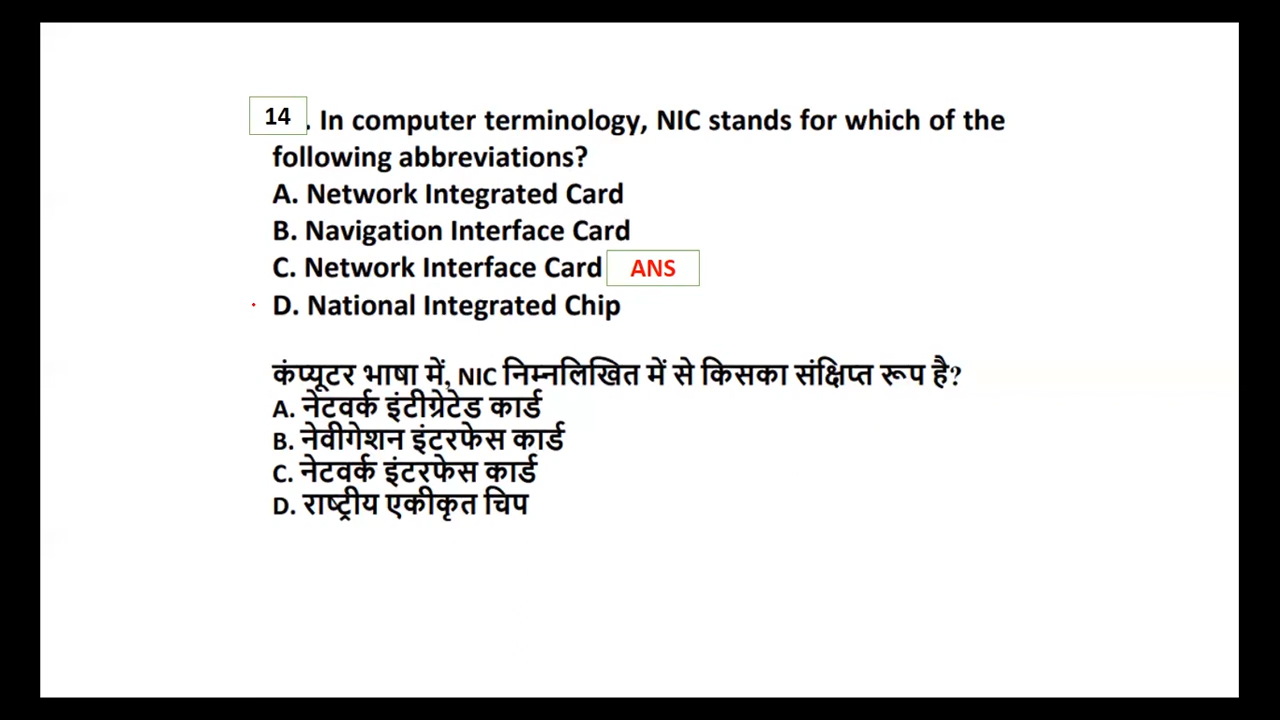 14 . In computer terminology, NIC stands for which of the
following abbreviations?
A. Network Integrated Card
B. Navigation Interface Card
C. Network Interface Card ANS
D. National Integrated Chip
कंप्यूटर भाषा में, NIC निम्नलिखित में से किसका संक्षिप्त रूप है?
A. नेटवर्क इंटीग्रेटेड कार्ड
B. नेवीगेशन इंटरफेस कार्ड
C. नेटवर्क इंटरफेस कार्ड
D. राष्ट्रीय एकीकृत चिप